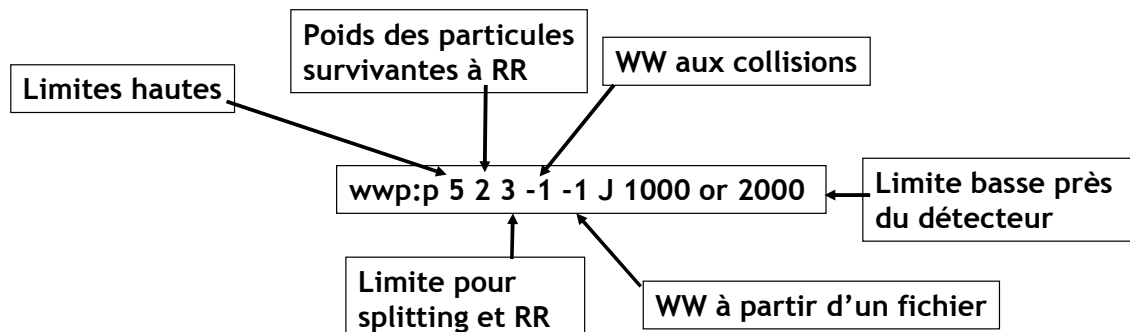 Poids des particules
survivantes à RR
WW aux collisions
Limites hautes
wwp:p 5 2 3 -1 -1 J 1000 or 2000
Limite basse près
du détecteur
Limite pour
splitting et RR
WW à partir d'un fichier